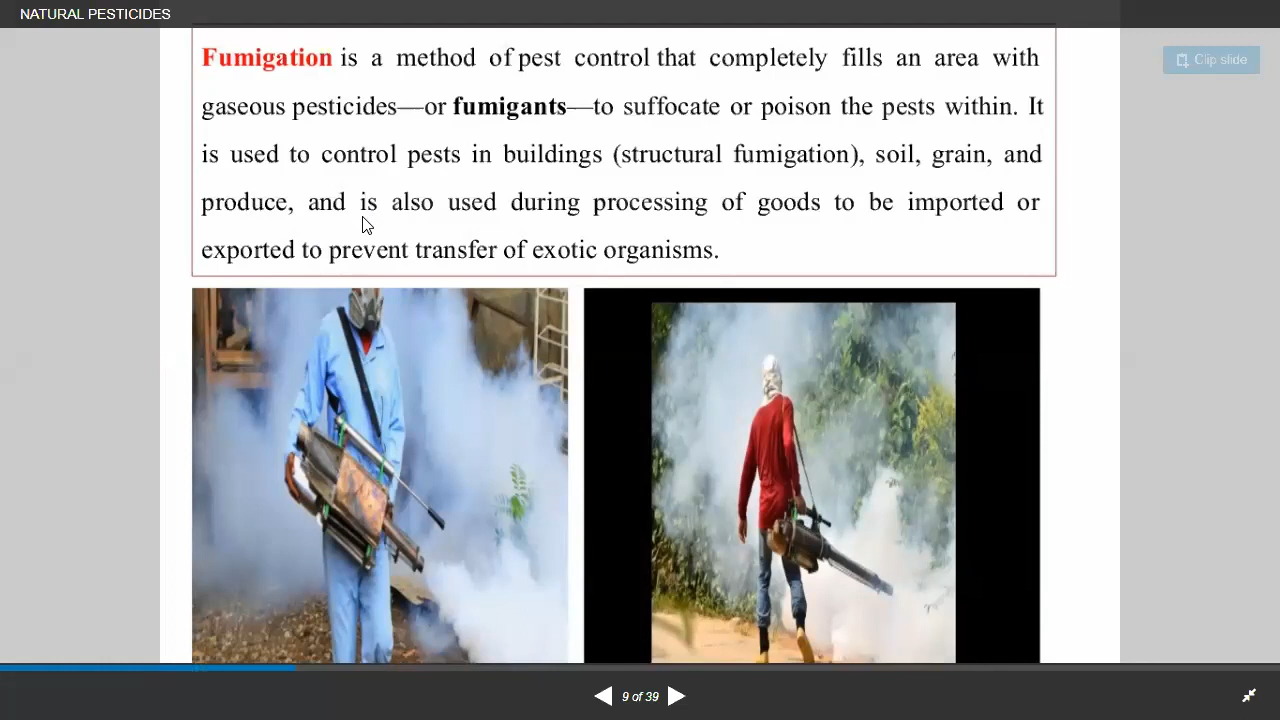 NATURAL PESTICIDES
Clip slide
Fumigation is a method of pest control that completely fills an area with
gaseous pesticides—or fumigants—to suffocate or poison the pests within. It
is used to control pests in buildings (structural fumigation), soil, grain, and
produce, and is also used during processing of goods to be imported or
exported to prevent transfer of exotic organisms.
9 of 39